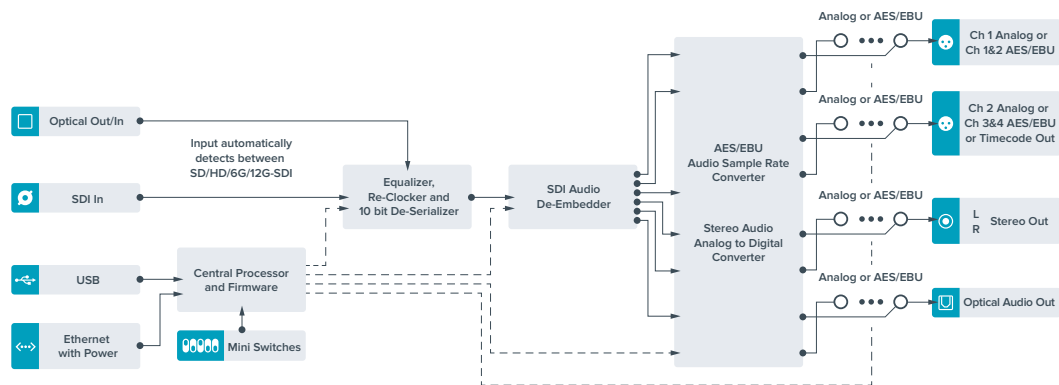 Analog or AES/EBU
Ch 1 Analog or
Ch 1&2 AES/EBU
Optical Out/In
Input automatically
detects between
SD/HD/6G/12G-SDI
SDI In
Equalizer,
Re-Clocker and
10 bit De-Serializer
SDI Audio
De-Embedder
USB
Central Processor
and Firmware
Ethernet
with Power
Mini Switches
AES/EBU
Audio Sample Rate
Converter
Stereo Audio
Analog to Digital
Converter
Analog or AES/EBU
Ch 2 Analog or
Ch 3&4 AES/EBU
or Timecode Out
Analog or AES/EBU
L
R
Stereo Out
Analog or AES/EBU
Optical Audio Out